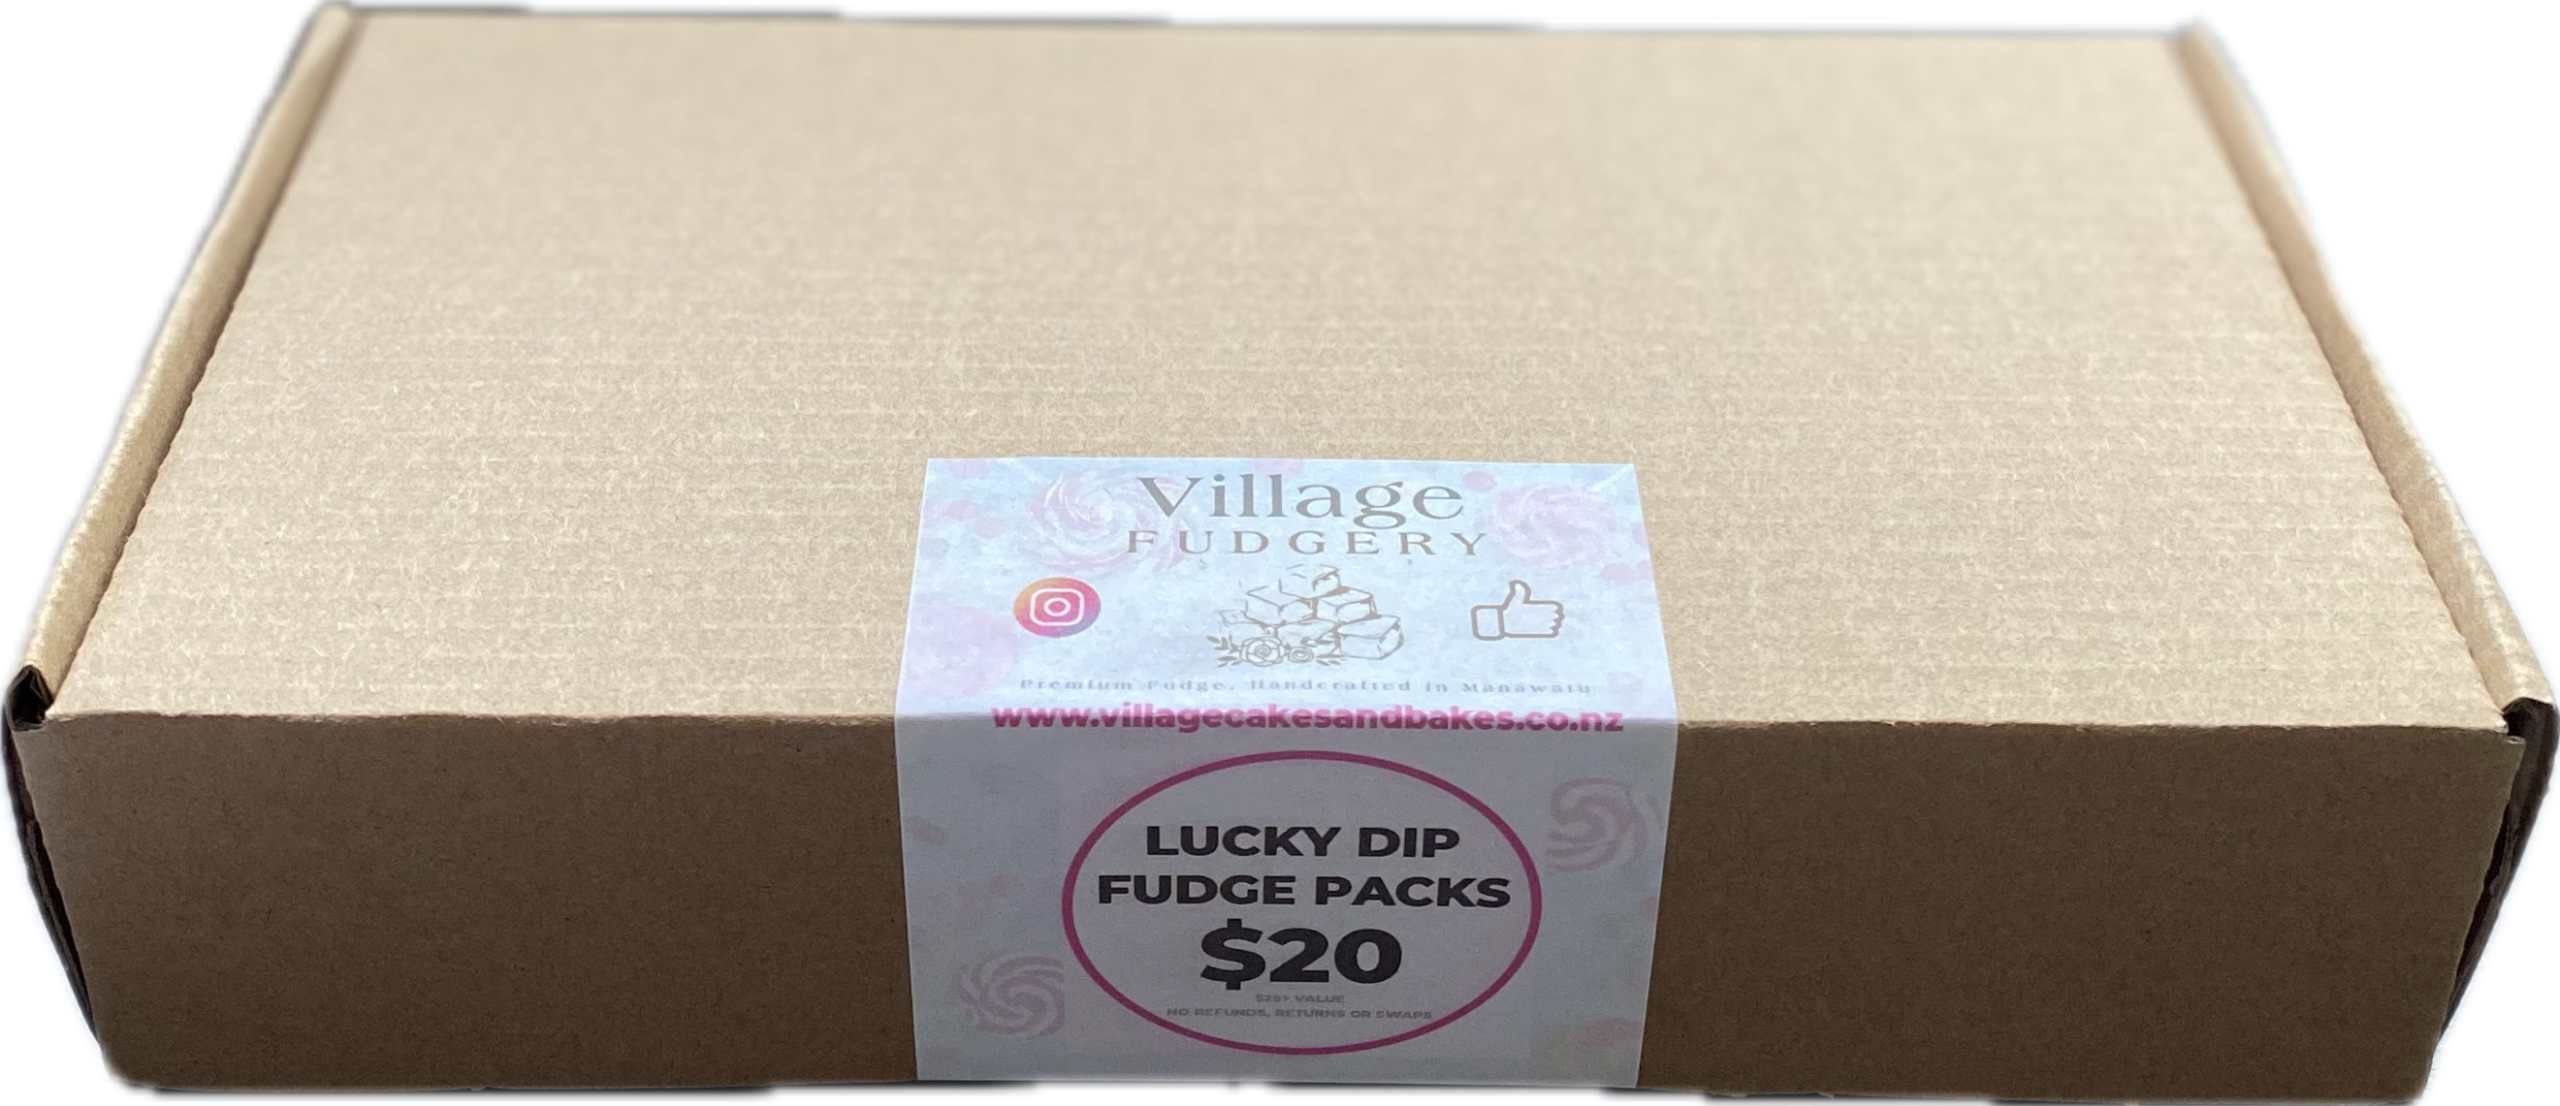 Village
FUDGERY
Premium Fudge, Handcrafted in Manawatu
www.villagecakesandbakes.co.nz
LUCKY DIP
FUDGE PACKS
$20
$25+ VALUE
NO REFUNDS, RETURNS OR SWAPS